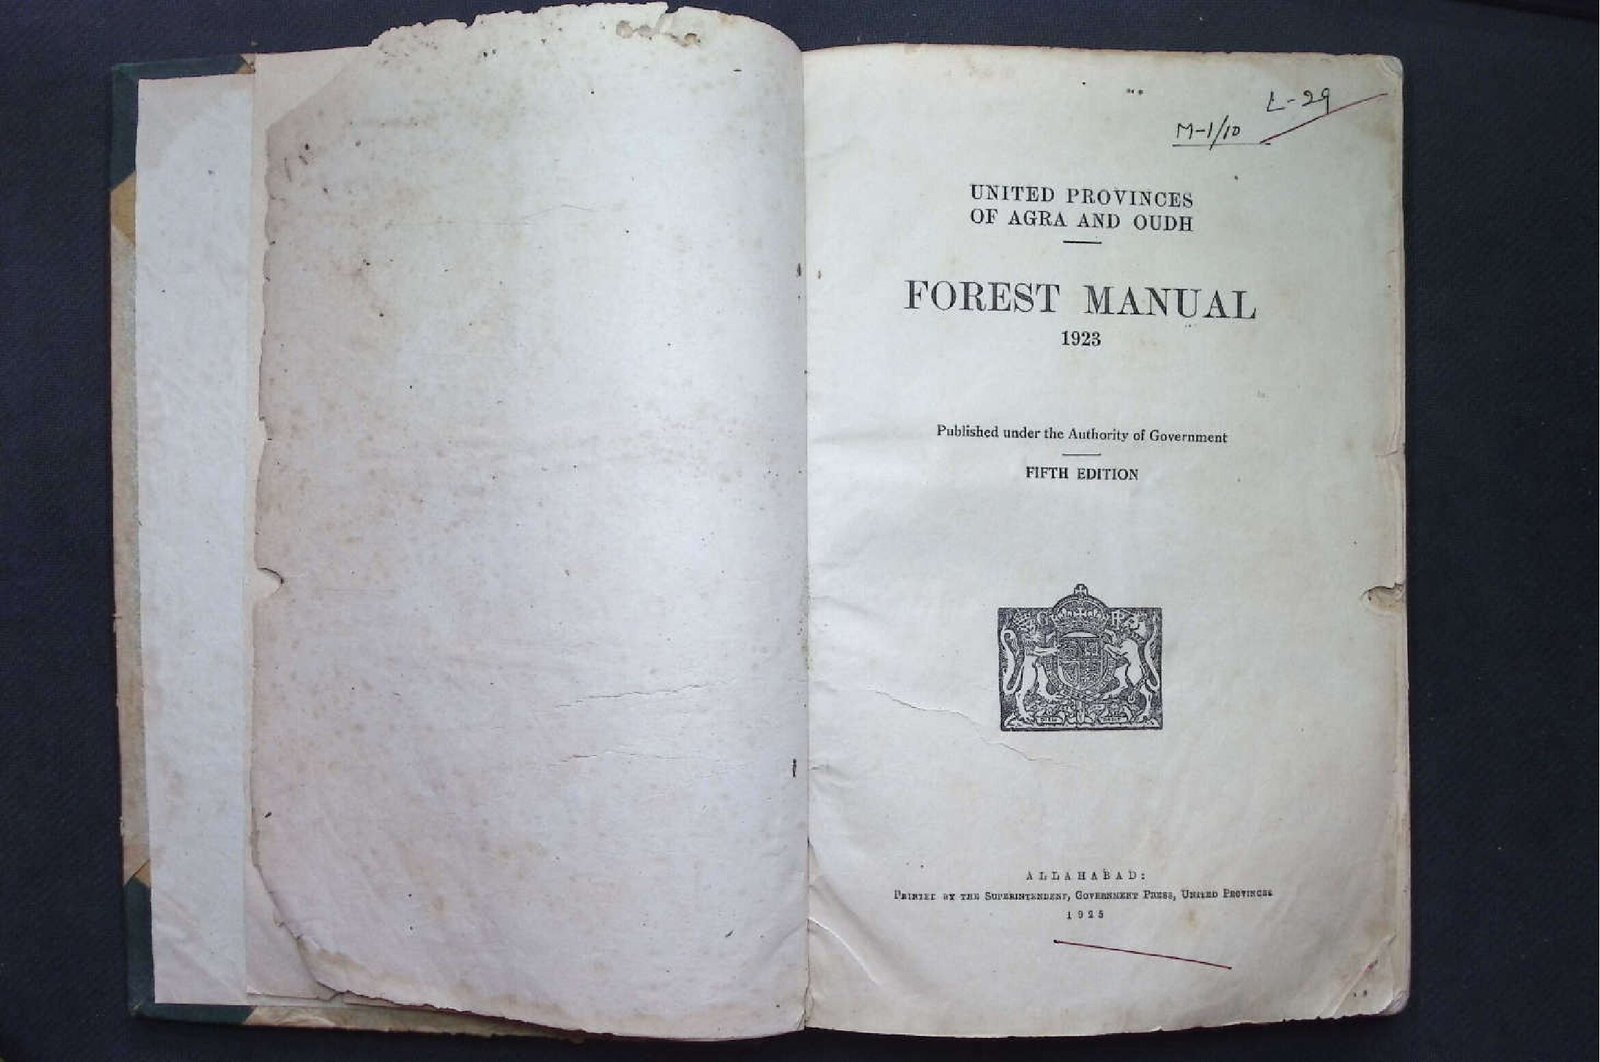 L-29
M-1/10
UNITED PROVINCES
OF AGRA AND OUDH
FOREST MANUAL
1923
Published under the Authority of Government
FIFTH EDITION
ALLAHABAD:
PRINTED BY THE SUPERINTENDENT, GOVERNMENT PRESS, UNITED PROVINCES
1925